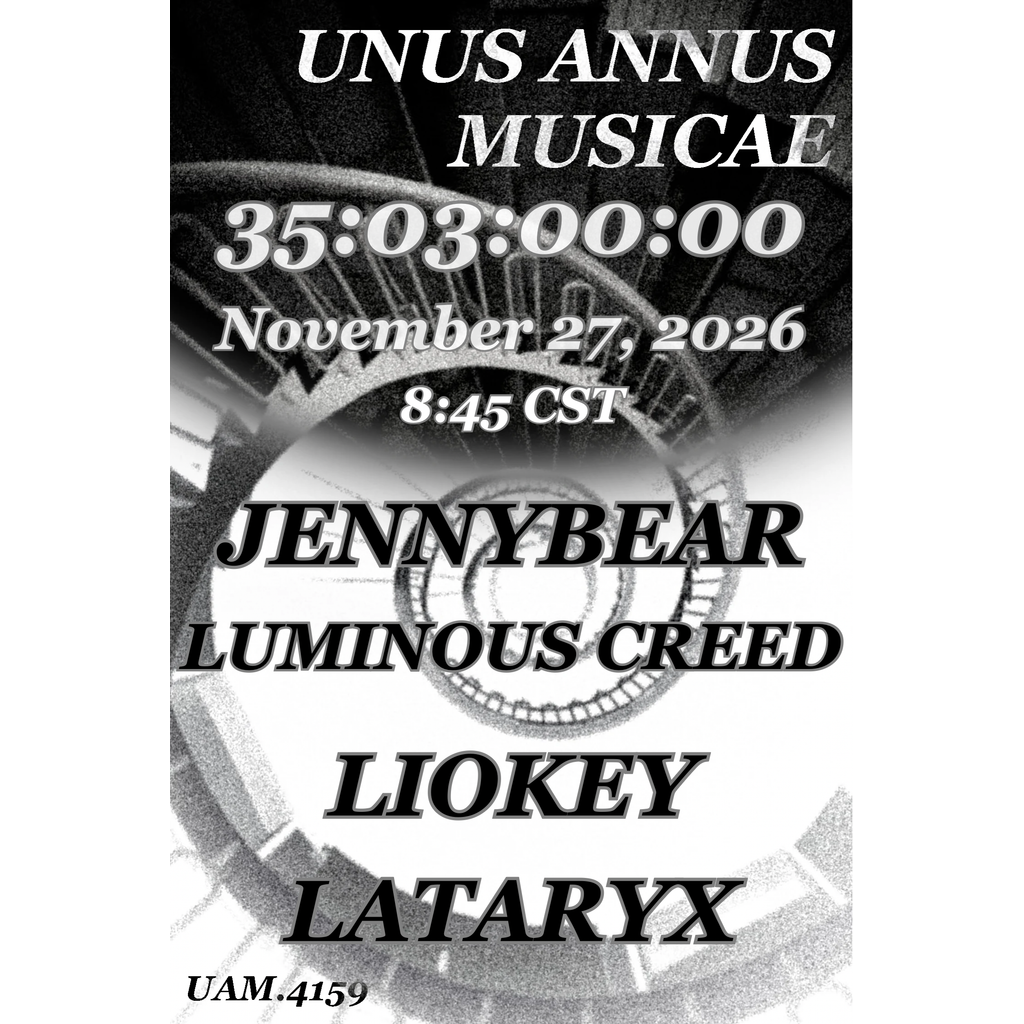 UNUS ANNUS
MUSICAE
35:03:00:00
November 27, 2026
8:45 CST
JENNYBEAR
LUMINOUS CREED
LIOKEY
LATARYX
UAM.4159